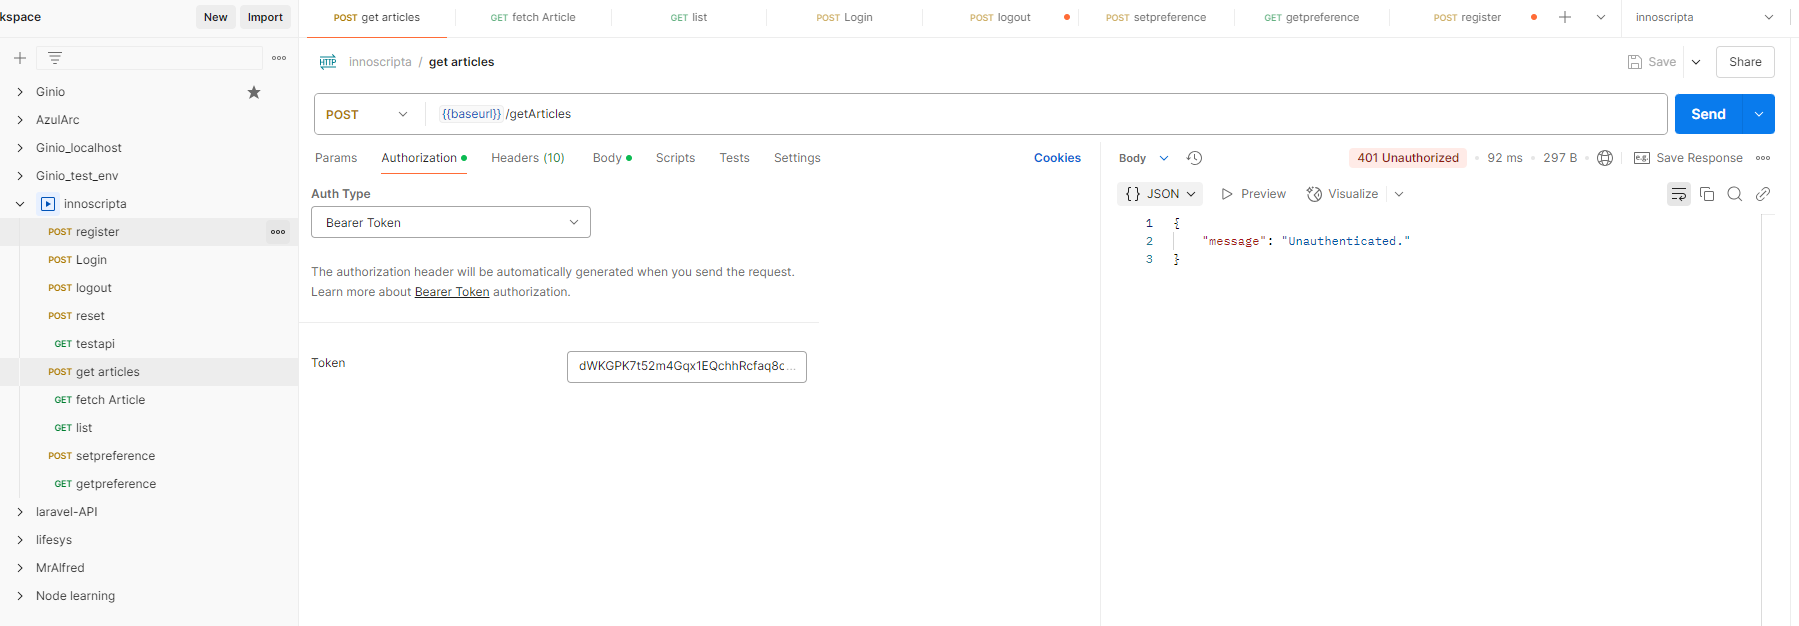 kspace
New
Import
POST get articles
GET fetch Article
GET list
POST Login
POST logout
POST setpreference
GET getpreference
POST register
innoscripta
HTTP innoscripta / get articles
Save
Share
Ginio
AzulArc
Ginio_localhost
Ginio_test_env
innoscripta
POST register
POST Login
POST logout
POST reset
GET testapi
POST get articles
GET fetch Article
GET list
POST setpreference
GET getpreference
laravel-API
lifesys
MrAlfred
Node learning
POST
{{baseurl}} /getArticles
Send
Params
Authorization
Headers (10)
Body
Scripts
Tests
Settings
Cookies
Auth Type
Bearer Token
The authorization header will be automatically generated when you send the request.
Learn more about Bearer Token authorization.
Token
dWKGPK7t52m4Gqx1EQchhRcfaq8c...
Body
401 Unauthorized
92 ms
297 B
e.g. Save Response
{} JSON
Preview
Visualize
1 {
2 "message": "Unauthenticated."
3 }